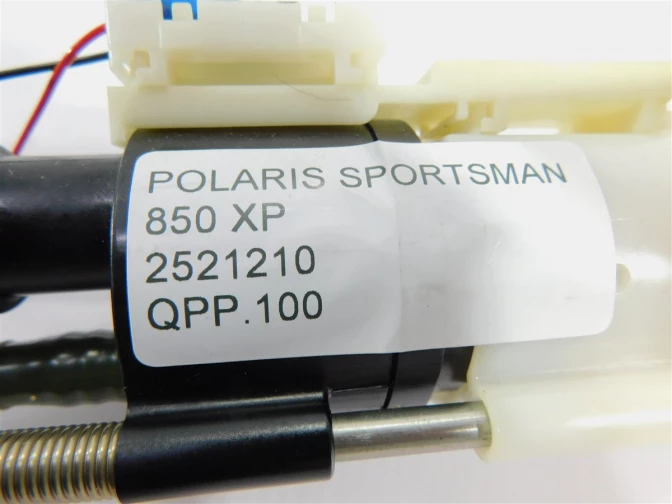 POLARIS SPORTSMAN
850 XP
2521210
QPP.100